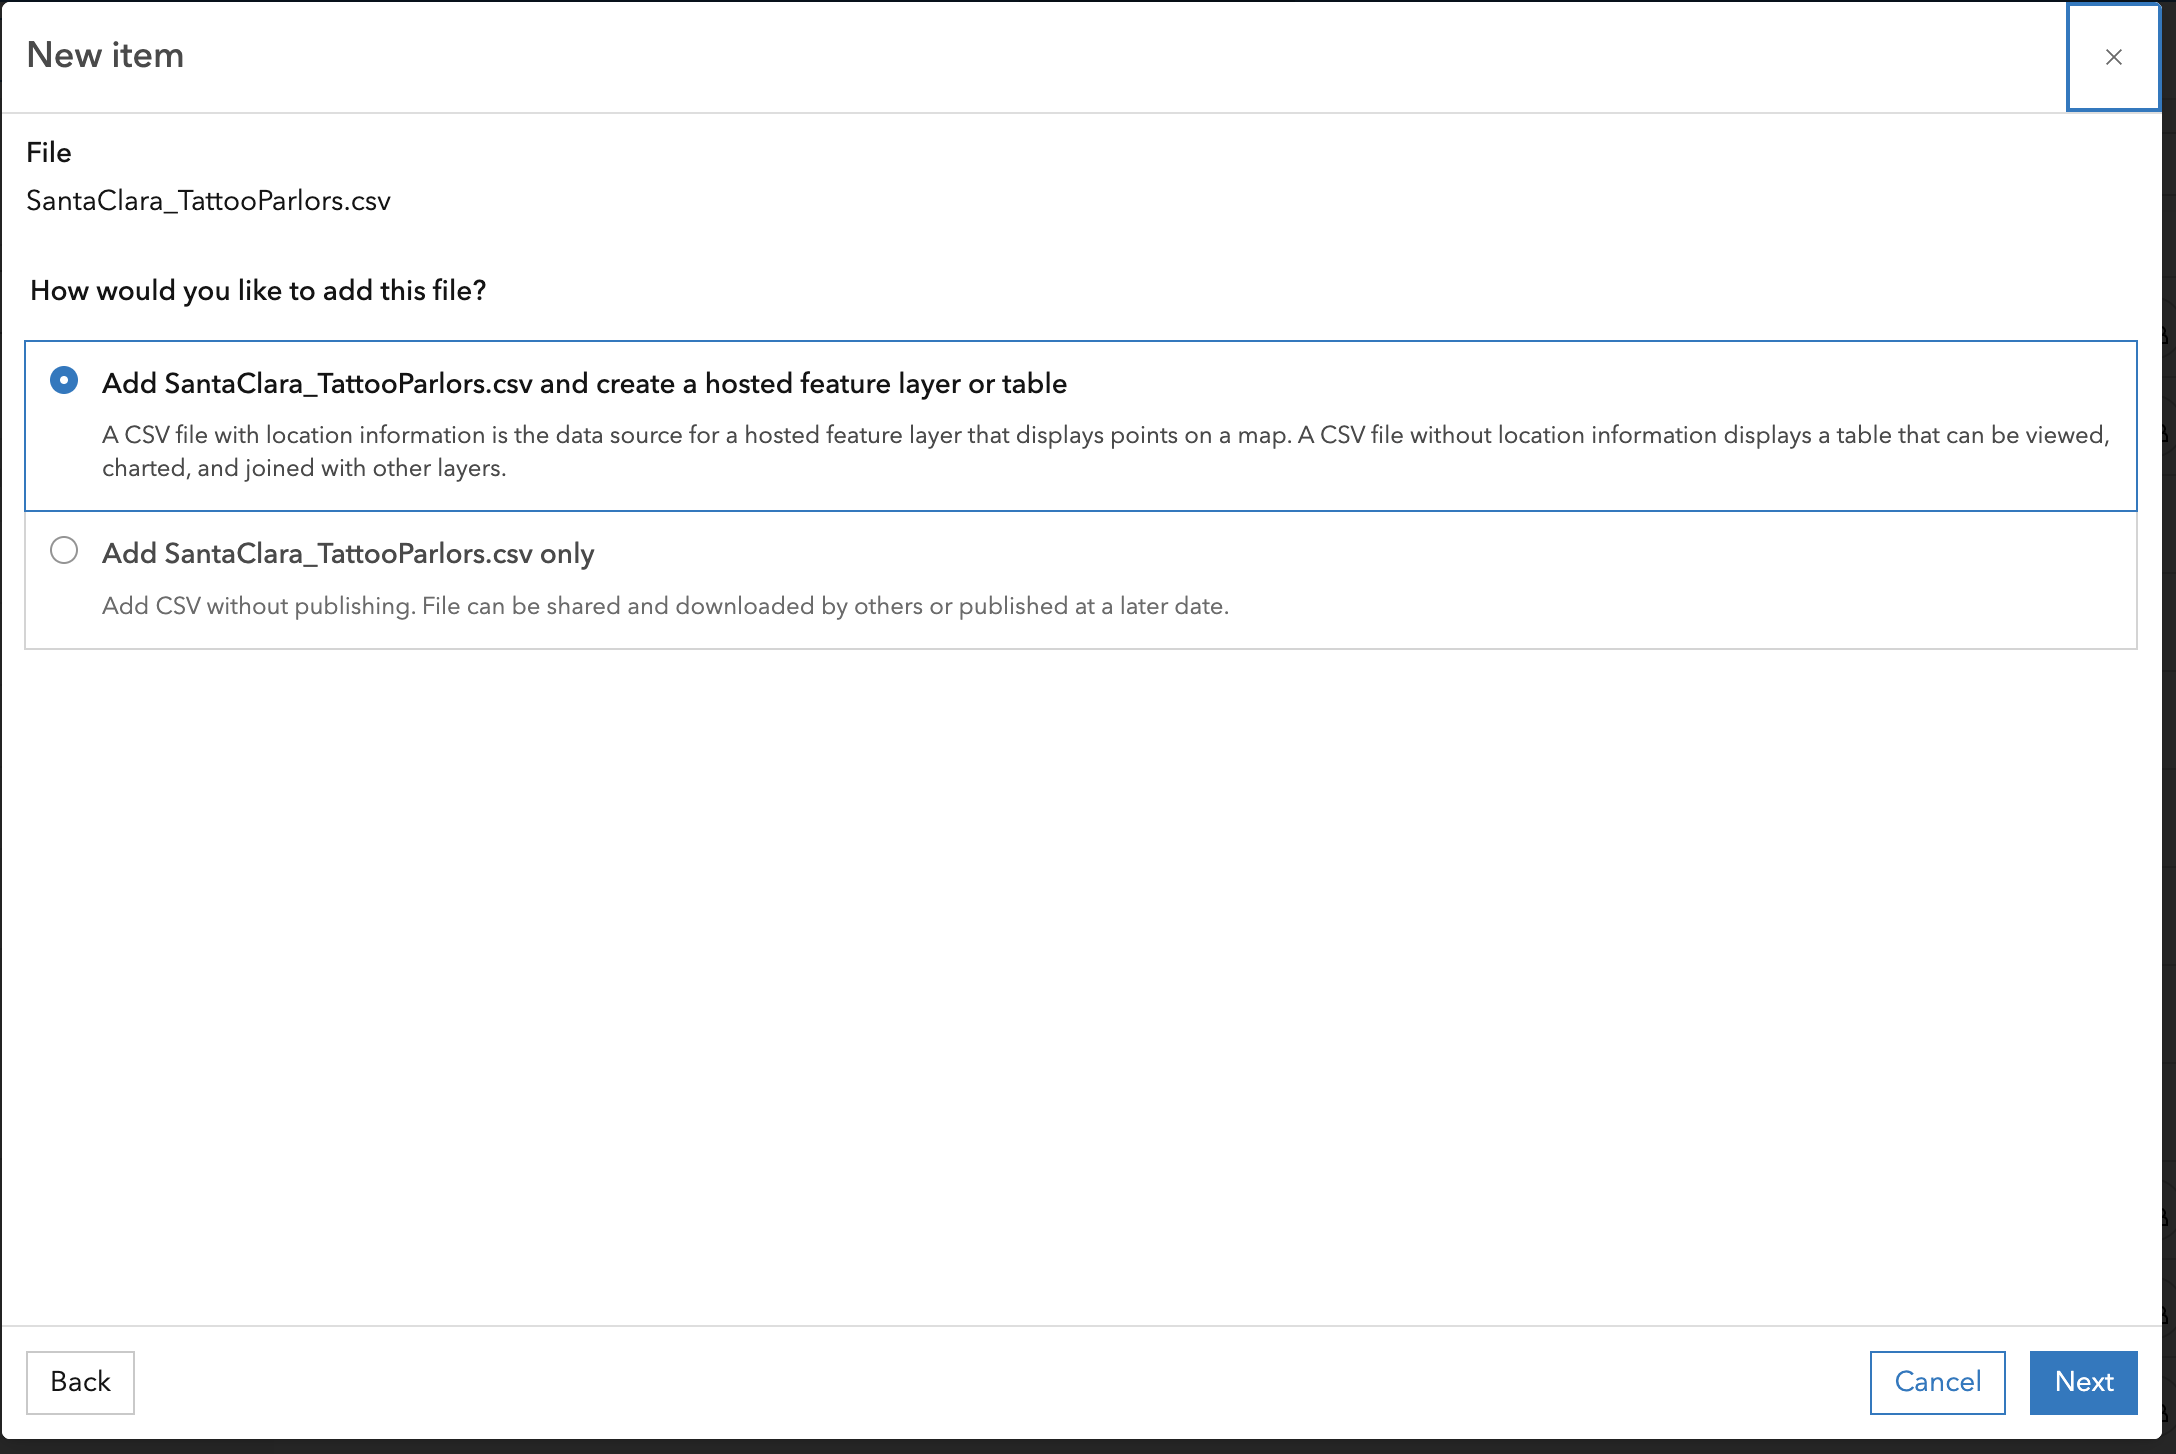 New item
File
SantaClara_TattooParlors.csv
How would you like to add this file?
Add SantaClara_TattooParlors.csv and create a hosted feature layer or table
A CSV file with location information is the data source for a hosted feature layer that displays points on a map. A CSV file without location information displays a table that can be viewed,
charted, and joined with other layers.
Add SantaClara_TattooParlors.csv only
Add CSV without publishing. File can be shared and downloaded by others or published at a later date.
Back
Cancel
Next